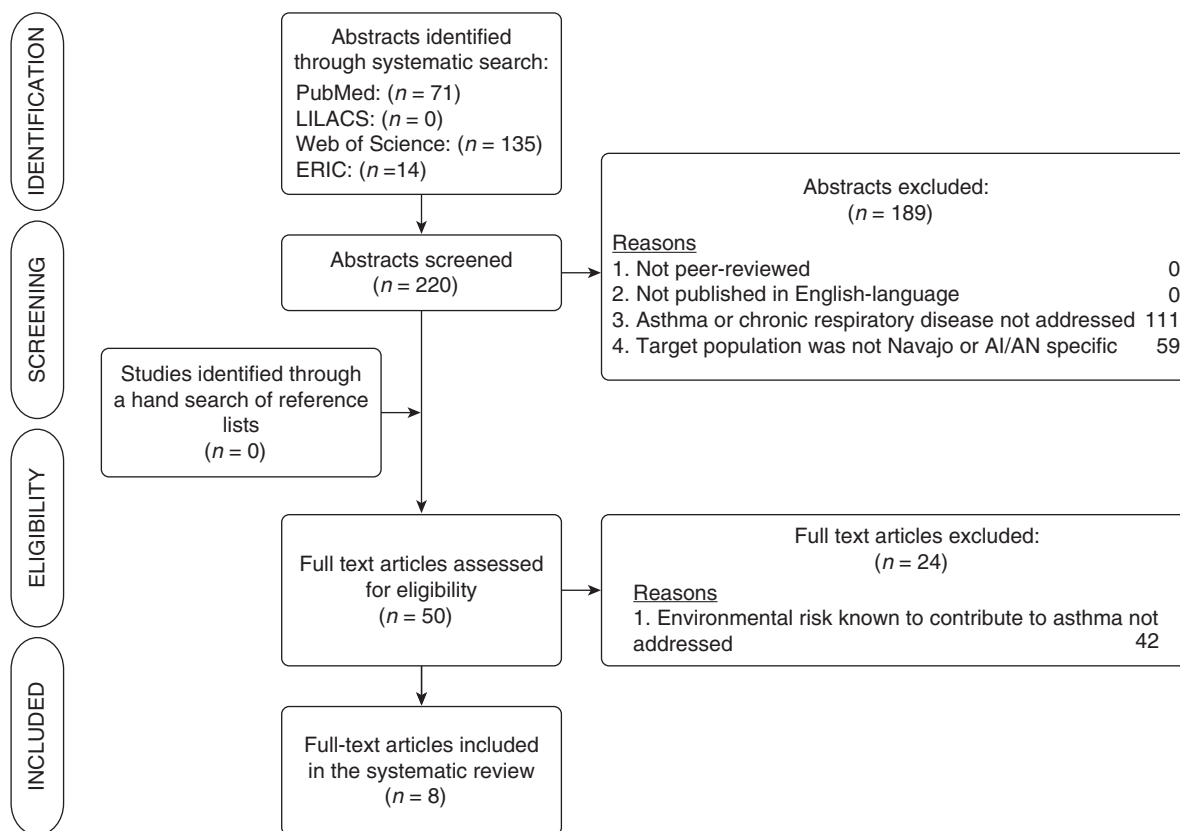 IDENTIFICATION
Abstracts identified
through systematic search:
PubMed: (n = 71)
LILACS: (n = 0)
Web of Science: (n = 135)
ERIC: (n =14)
Abstracts excluded:
(n = 189)
Reasons
1. Not peer-reviewed 0
2. Not published in English-language 0
3. Asthma or chronic respiratory disease not addressed 111
4. Target population was not Navajo or AI/AN specific 59
SCREENING
Abstracts screened
(n = 220)
Studies identified through
a hand search of reference
lists
(n = 0)
ELIGIBILITY
Full text articles assessed
for eligibility
(n = 50)
Full text articles excluded:
(n = 24)
Reasons
1. Environmental risk known to contribute to asthma not
addressed 42
INCLUDED
Full-text articles included
in the systematic review
(n = 8)